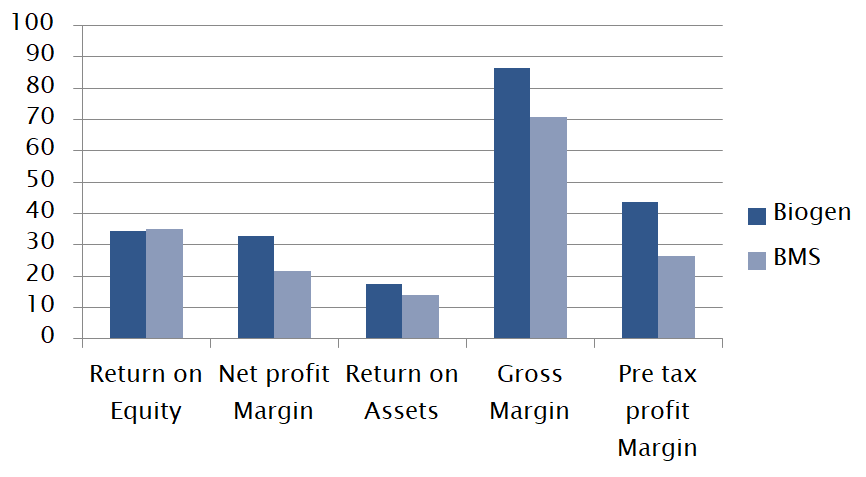 100
90
80
70
60
50
40
30
20
10
0
Return on
Equity
Net profit
Margin
Return on
Assets
Gross
Margin
Pre tax
profit
Margin
Biogen
BMS